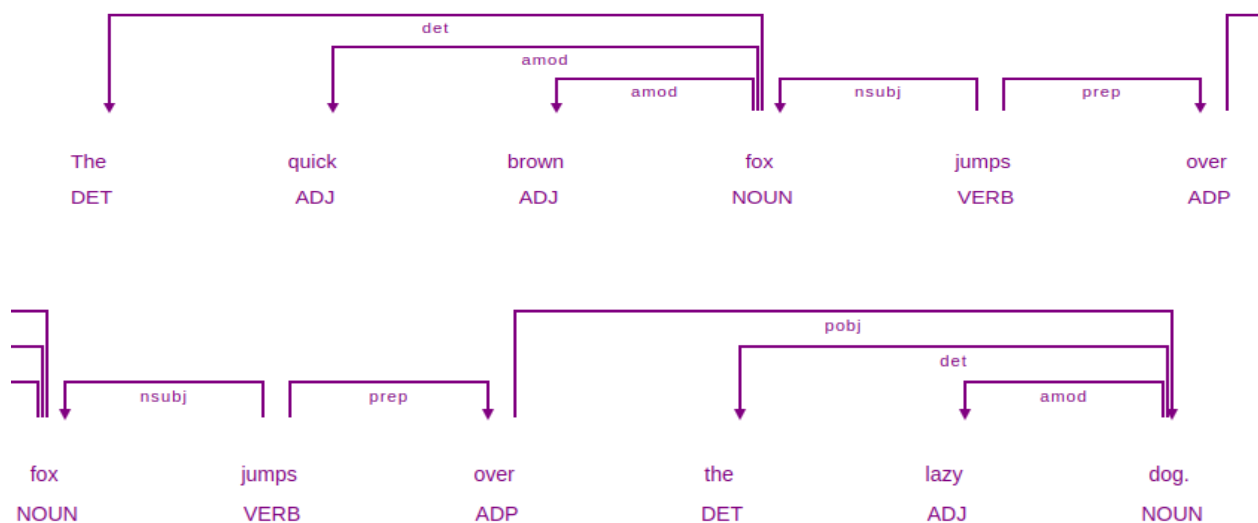 det
amod
amod nsubj prep
The quick brown fox jumps over
DET ADJ ADJ NOUN VERB ADP
pobj
det
nsubj prep amod
fox jumps over the lazy dog.
NOUN VERB ADP DET ADJ NOUN